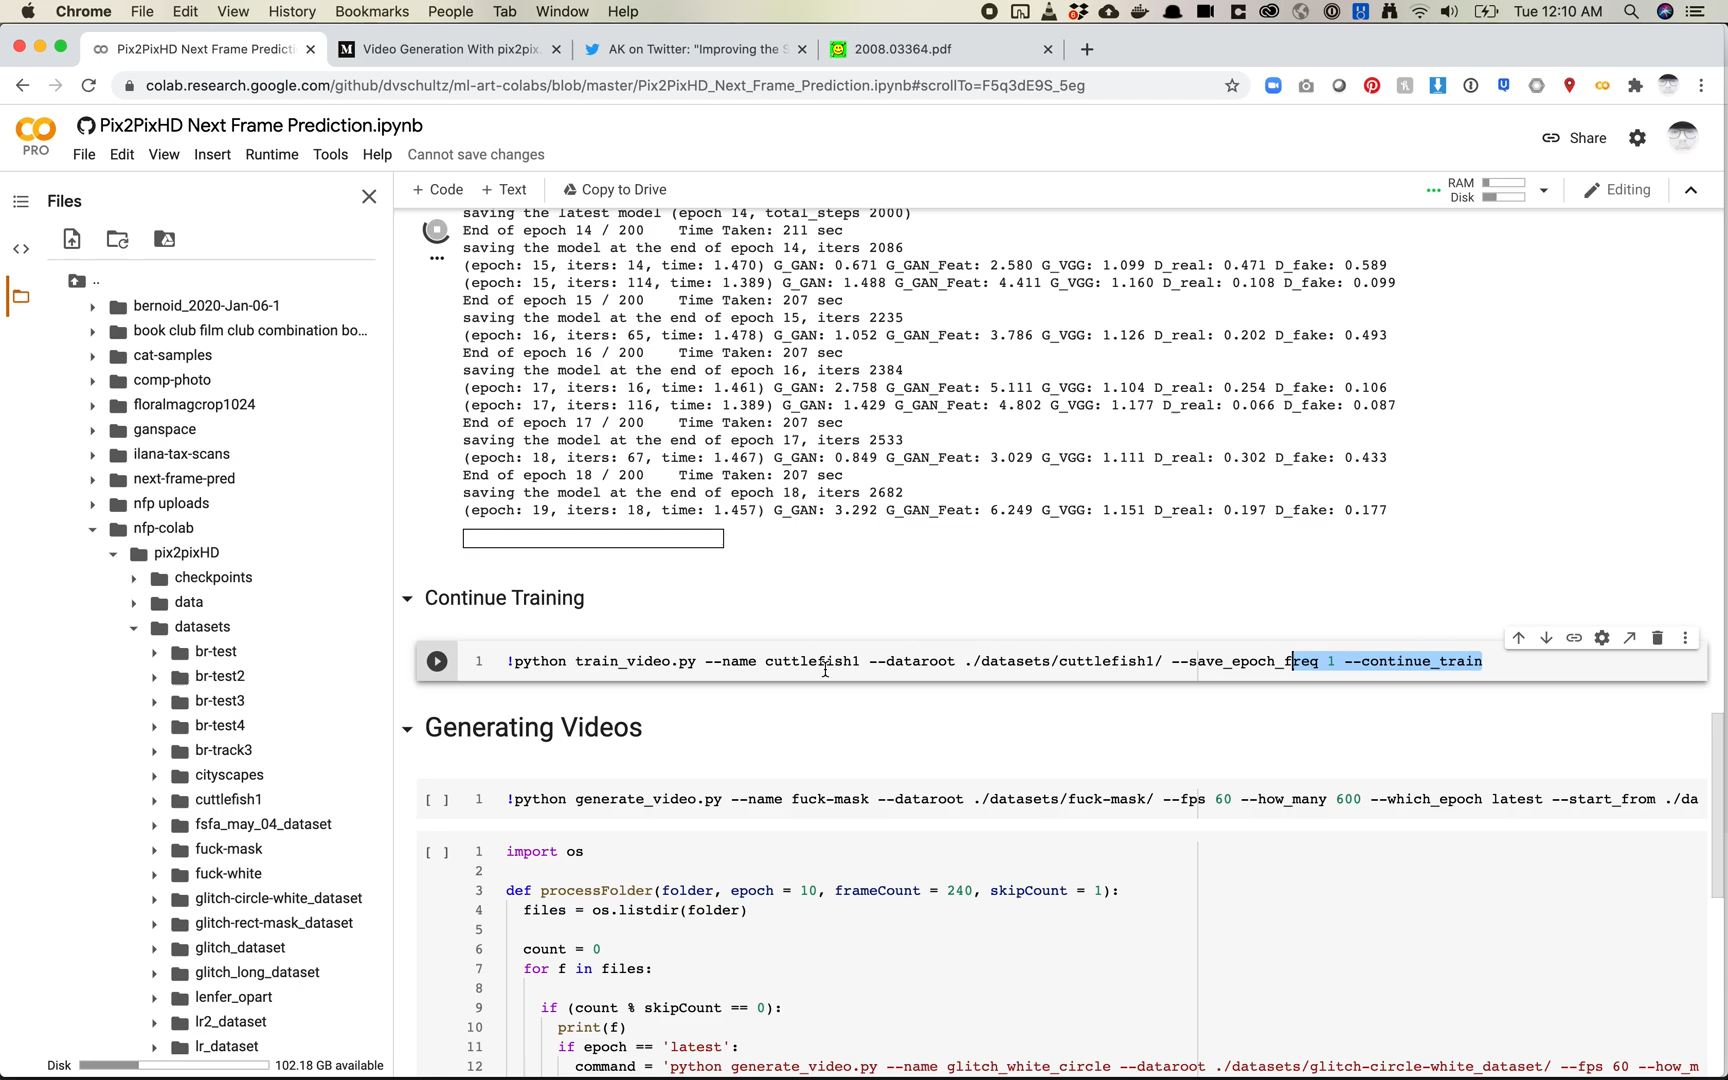 Chrome File Edit View History Bookmarks People Tab Window Help Tue 12:10 AM
Pix2PixHD Next Frame Predicti Video Generation With pix2pix. AK on Twitter: "Improving the S 2008.03364.pdf
colab.research.google.com/github/dvschultz/ml-art-colabs/blob/master/Pix2PixHD_Next_Frame_Prediction.ipynb#scrollTo=F5q3dE9S_5eg
PRO
Pix2PixHD Next Frame Prediction.ipynb
Share
File Edit View Insert Runtime Tools Help Cannot save changes
Files
+ Code + Text Copy to Drive
RAM
Disk
Editing
..
bernoid_2020-Jan-06-1
book club film club combination bo...
cat-samples
comp-photo
floralmagcrop1024
ganspace
ilana-tax-scans
next-frame-pred
nfp uploads
nfp-colab
pix2pixHD
checkpoints
data
datasets
br-test
br-test2
br-test3
br-test4
br-track3
cityscapes
cuttlefish1
fsfa_may_04_dataset
fuck-mask
fuck-white
glitch-circle-white_dataset
glitch-rect-mask_dataset
glitch_dataset
glitch_long_dataset
lenfer_opart
lr2_dataset
lr_dataset
Disk 102.18 GB available
saving the latest model (epoch 14, total_steps 2000)
End of epoch 14 / 200 Time Taken: 211 sec
saving the model at the end of epoch 14, iters 2086
(epoch: 15, iters: 14, time: 1.470) G_GAN: 0.671 G_GAN_Feat: 2.580 G_VGG: 1.099 D_real: 0.471 D_fake: 0.589
(epoch: 15, iters: 114, time: 1.389) G_GAN: 1.488 G_GAN_Feat: 4.411 G_VGG: 1.160 D_real: 0.108 D_fake: 0.099
End of epoch 15 / 200 Time Taken: 207 sec
saving the model at the end of epoch 15, iters 2235
(epoch: 16, iters: 65, time: 1.478) G_GAN: 1.052 G_GAN_Feat: 3.786 G_VGG: 1.126 D_real: 0.202 D_fake: 0.493
End of epoch 16 / 200 Time Taken: 207 sec
saving the model at the end of epoch 16, iters 2384
(epoch: 17, iters: 16, time: 1.461) G_GAN: 2.758 G_GAN_Feat: 5.111 G_VGG: 1.104 D_real: 0.254 D_fake: 0.106
(epoch: 17, iters: 116, time: 1.389) G_GAN: 1.429 G_GAN_Feat: 4.802 G_VGG: 1.177 D_real: 0.066 D_fake: 0.087
End of epoch 17 / 200 Time Taken: 207 sec
saving the model at the end of epoch 17, iters 2533
(epoch: 18, iters: 67, time: 1.467) G_GAN: 0.849 G_GAN_Feat: 3.029 G_VGG: 1.111 D_real: 0.302 D_fake: 0.433
End of epoch 18 / 200 Time Taken: 207 sec
saving the model at the end of epoch 18, iters 2682
(epoch: 19, iters: 18, time: 1.457) G_GAN: 3.292 G_GAN_Feat: 6.249 G_VGG: 1.151 D_real: 0.197 D_fake: 0.177
Continue Training
1 !python train_video.py --name cuttlefish1 --dataroot ./datasets/cuttlefish1/ --save_epoch_freq 1 --continue_train
Generating Videos
[ ] 1 !python generate_video.py --name fuck-mask --dataroot ./datasets/fuck-mask/ --fps 60 --how_many 600 --which_epoch latest --start_from ./da
[ ] 1 import os
2
3 def processFolder(folder, epoch = 10, frameCount = 240, skipCount = 1):
4 files = os.listdir(folder)
5
6 count = 0
7 for f in files:
8
9 if (count % skipCount == 0):
10 print(f)
11 if epoch == 'latest':
12 command = 'python generate_video.py --name glitch_white_circle --dataroot ./datasets/glitch-circle-white_dataset/ --fps 60 --how_m